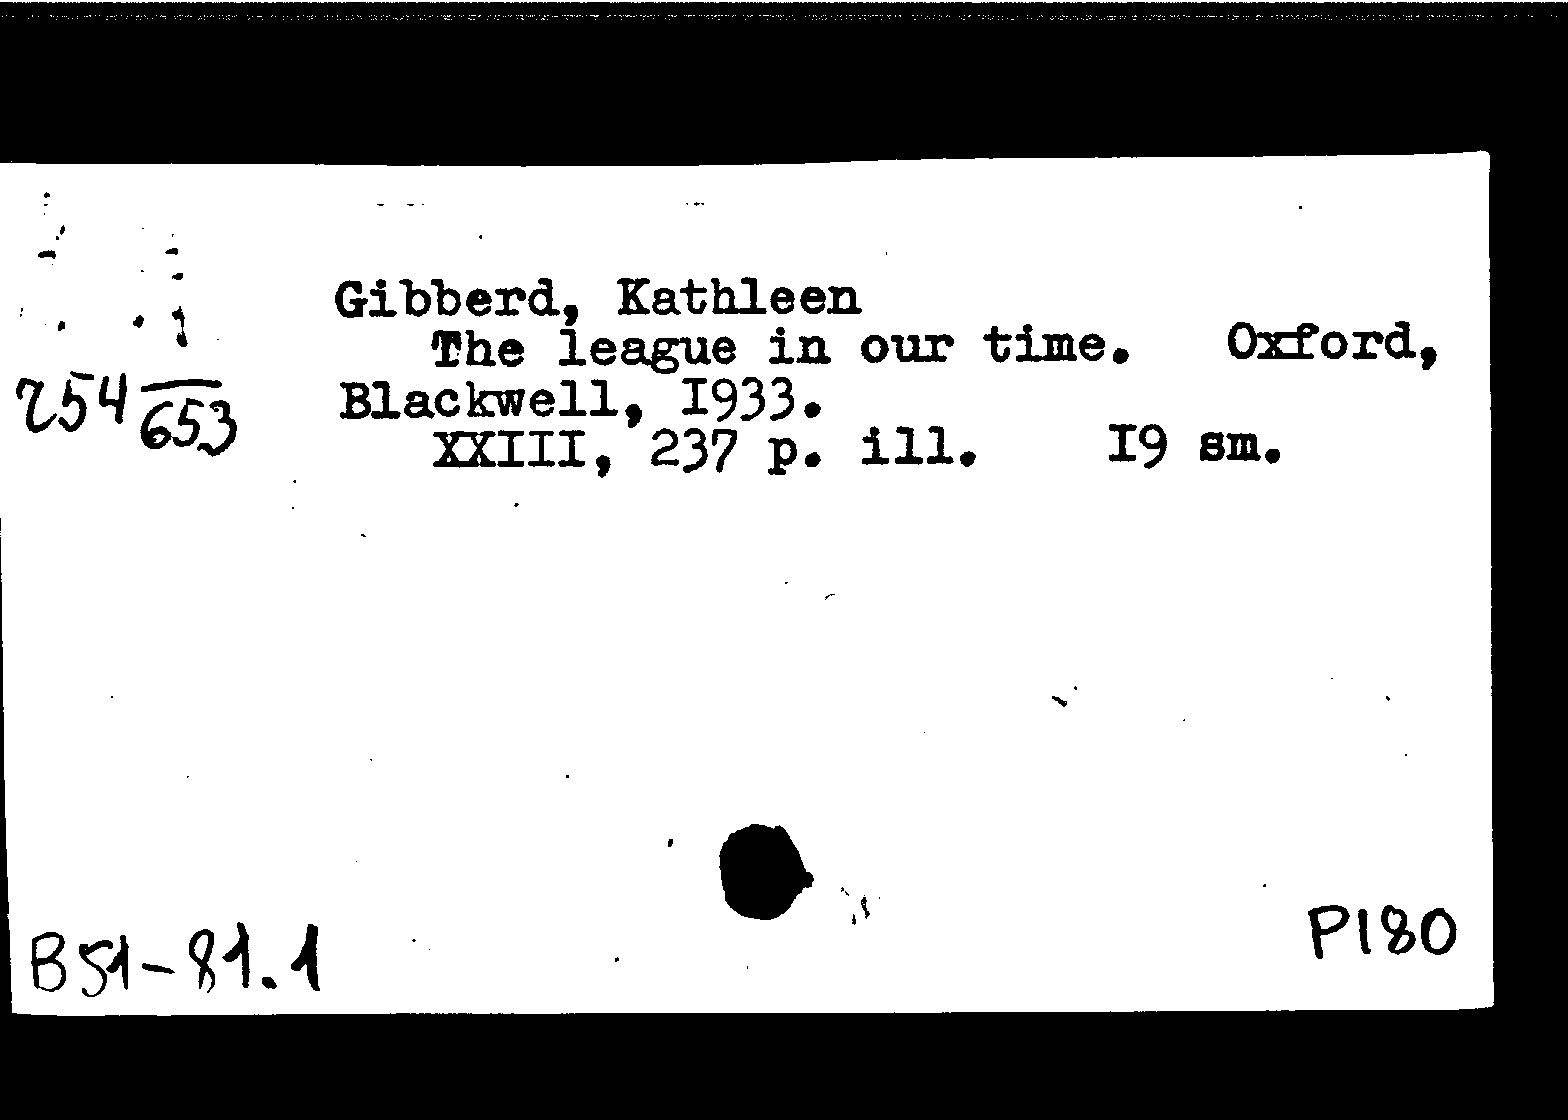 Gibberd, Kathleen
The league in our time. Oxford,
Blackwell, I933.
XXIII, 237 p. ill. I9 sm.
254/653
B51-81.1
P180